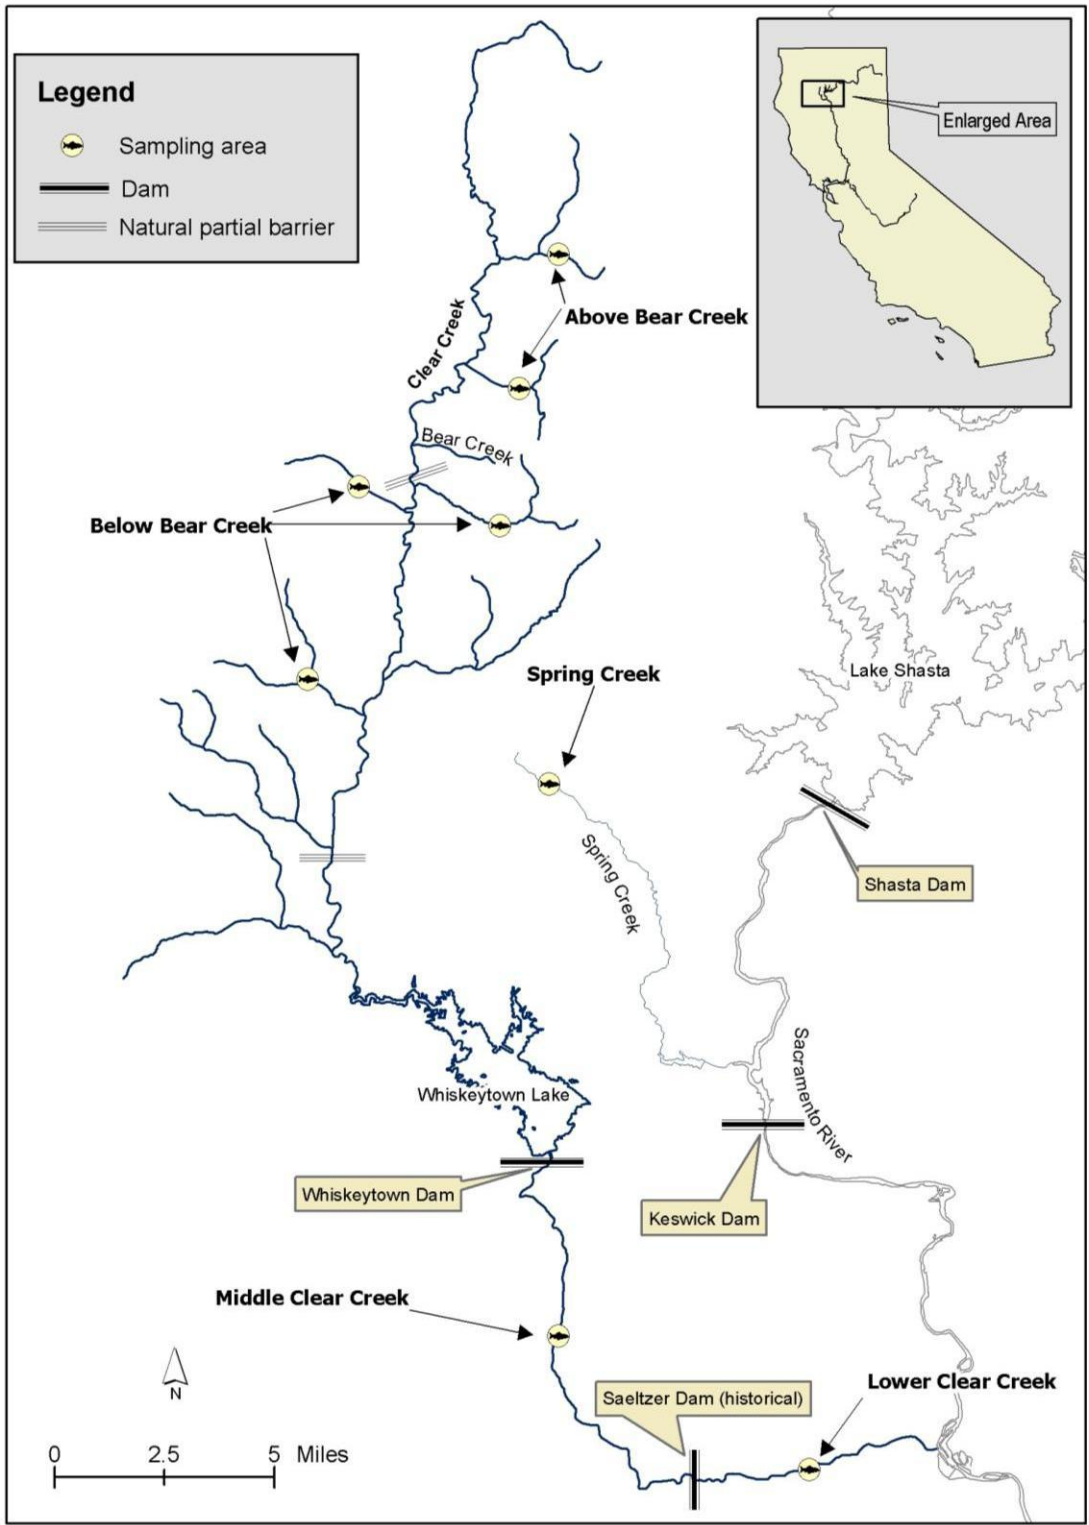 Legend
Sampling area
Dam
Natural partial barrier
Enlarged Area
Above Bear Creek
Clear Creek
Bear Creek
Below Bear Creek
Lake Shasta
Spring Creek
Spring Creek
Shasta Dam
Sacramento River
Whiskeytown Lake
Whiskeytown Dam
Keswick Dam
Middle Clear Creek
Lower Clear Creek
Saeltzer Dam (historical)
N
0 2.5 5 Miles